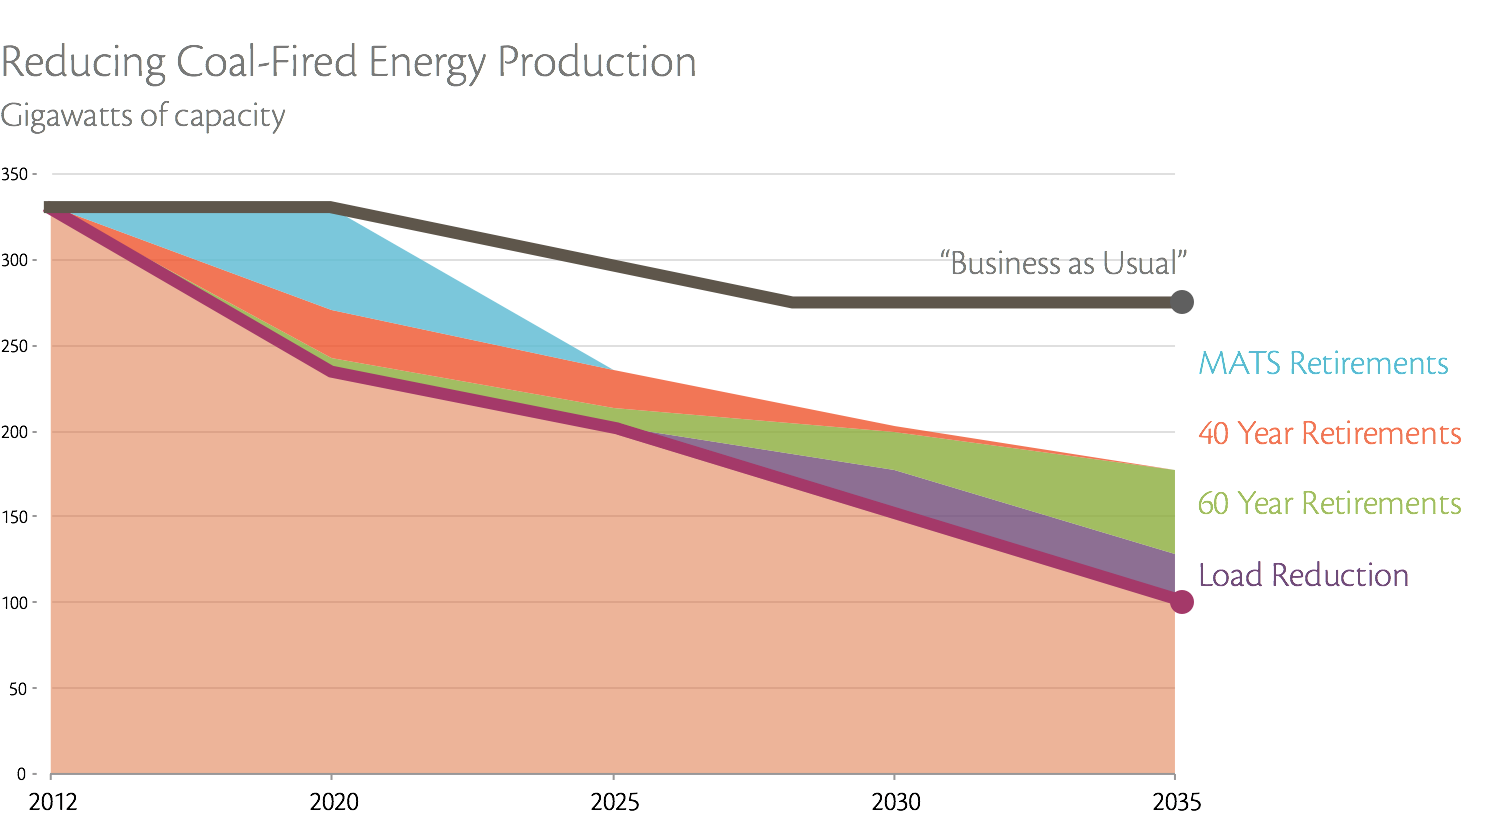 Reducing Coal-Fired Energy Production
Gigawatts of capacity
350
300
250
200
150
100
50
0
2012
2020
2025
2030
2035
“Business as Usual”
MATS Retirements
40 Year Retirements
60 Year Retirements
Load Reduction